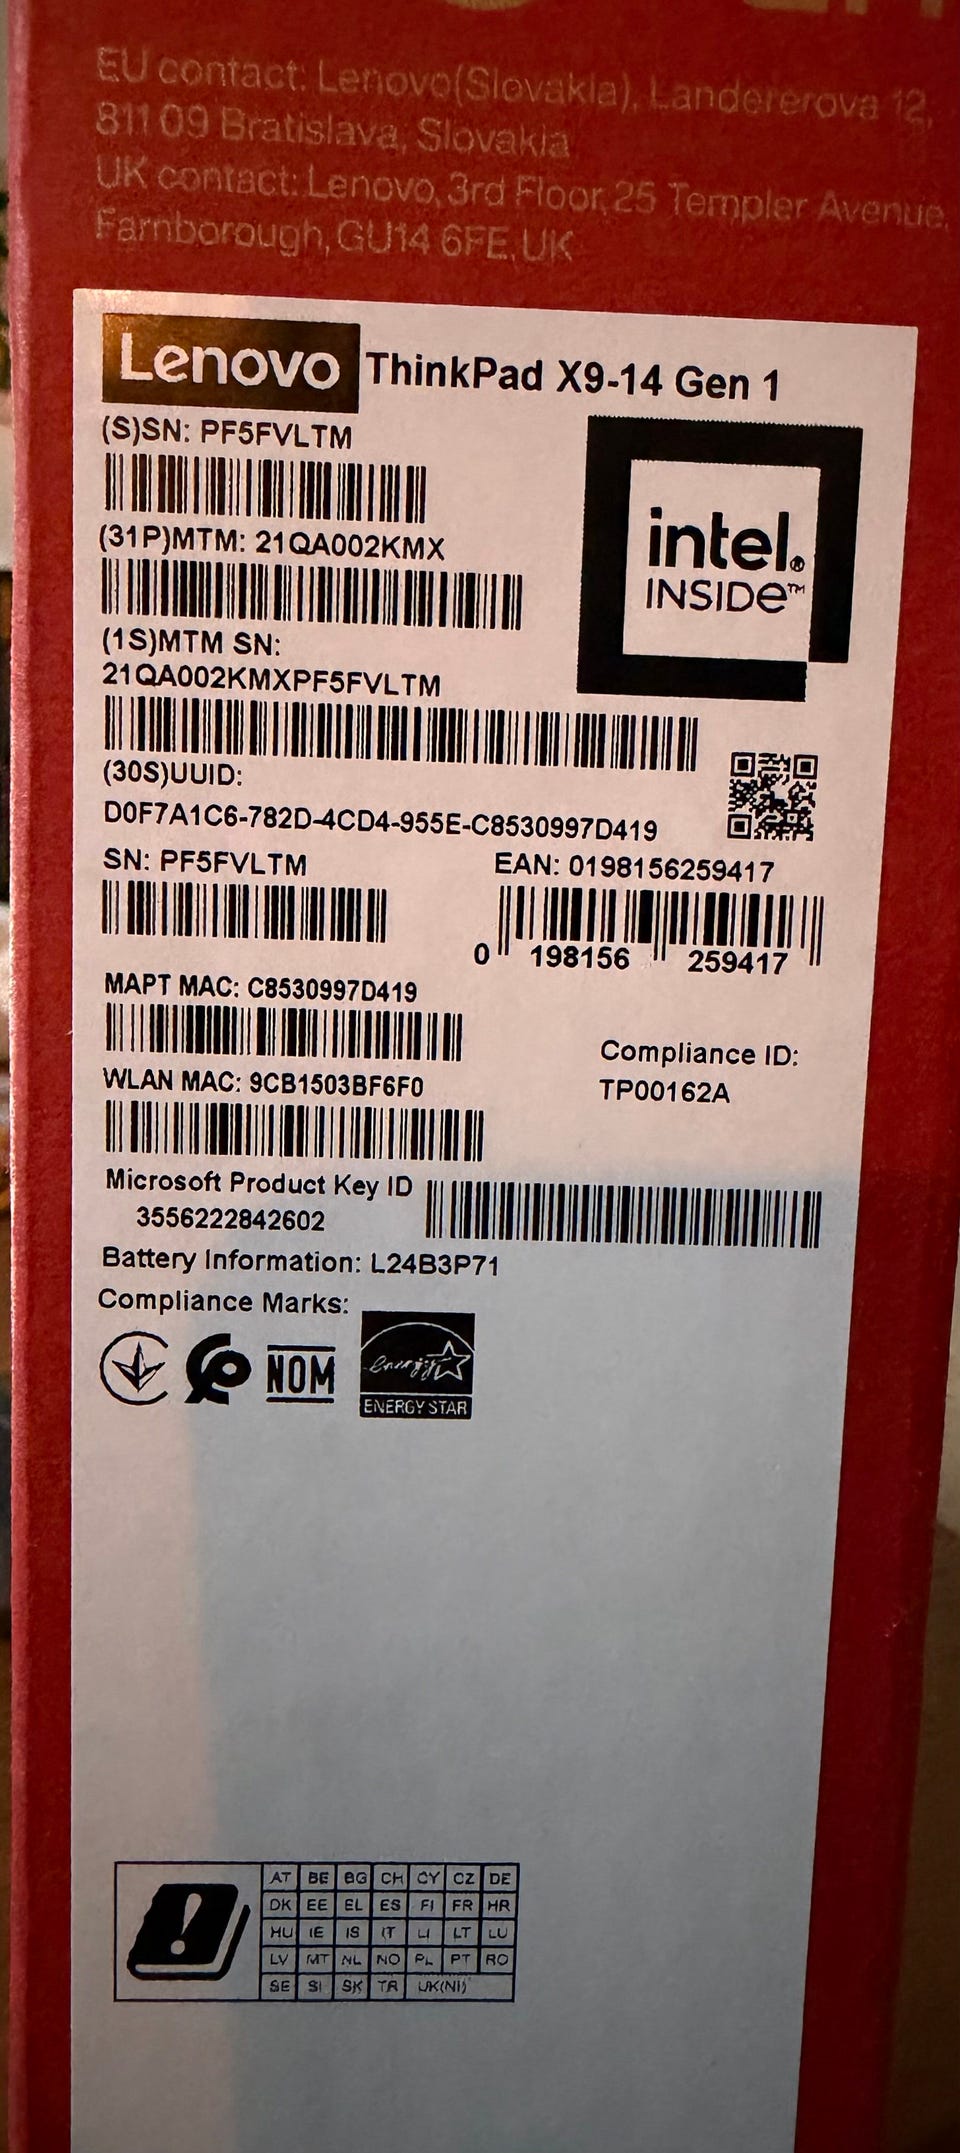 EU contact: Lenovo(Slovakia), Landererova 12,
811 09 Bratislava, Slovakia
UK contact: Lenovo, 3rd Floor, 25 Templer Avenue,
Farnborough, GU14 6FE, UK
Lenovo ThinkPad X9-14 Gen 1
(S)SN: PF5FVLTM
(31P)MTM: 21QA002KMX
intel®
INSIDe™
(1S)MTM SN:
21QA002KMXPF5FVLTM
(30S)UUID:
D0F7A1C6-782D-4CD4-955E-C8530997D419
SN: PF5FVLTM
EAN: 0198156259417
0 198156 259417
MAPT MAC: C8530997D419
Compliance ID:
TP00162A
WLAN MAC: 9CB1503BF6F0
Microsoft Product Key ID
3556222842602
Battery Information: L24B3P71
Compliance Marks:
NOM
energy
ENERGY STAR
AT BE BG CH CY CZ DE
DK EE EL ES FI FR HR
HU IE IS IT LI LT LU
LV MT NL NO PL PT RO
SE SI SK TR UK(NI)